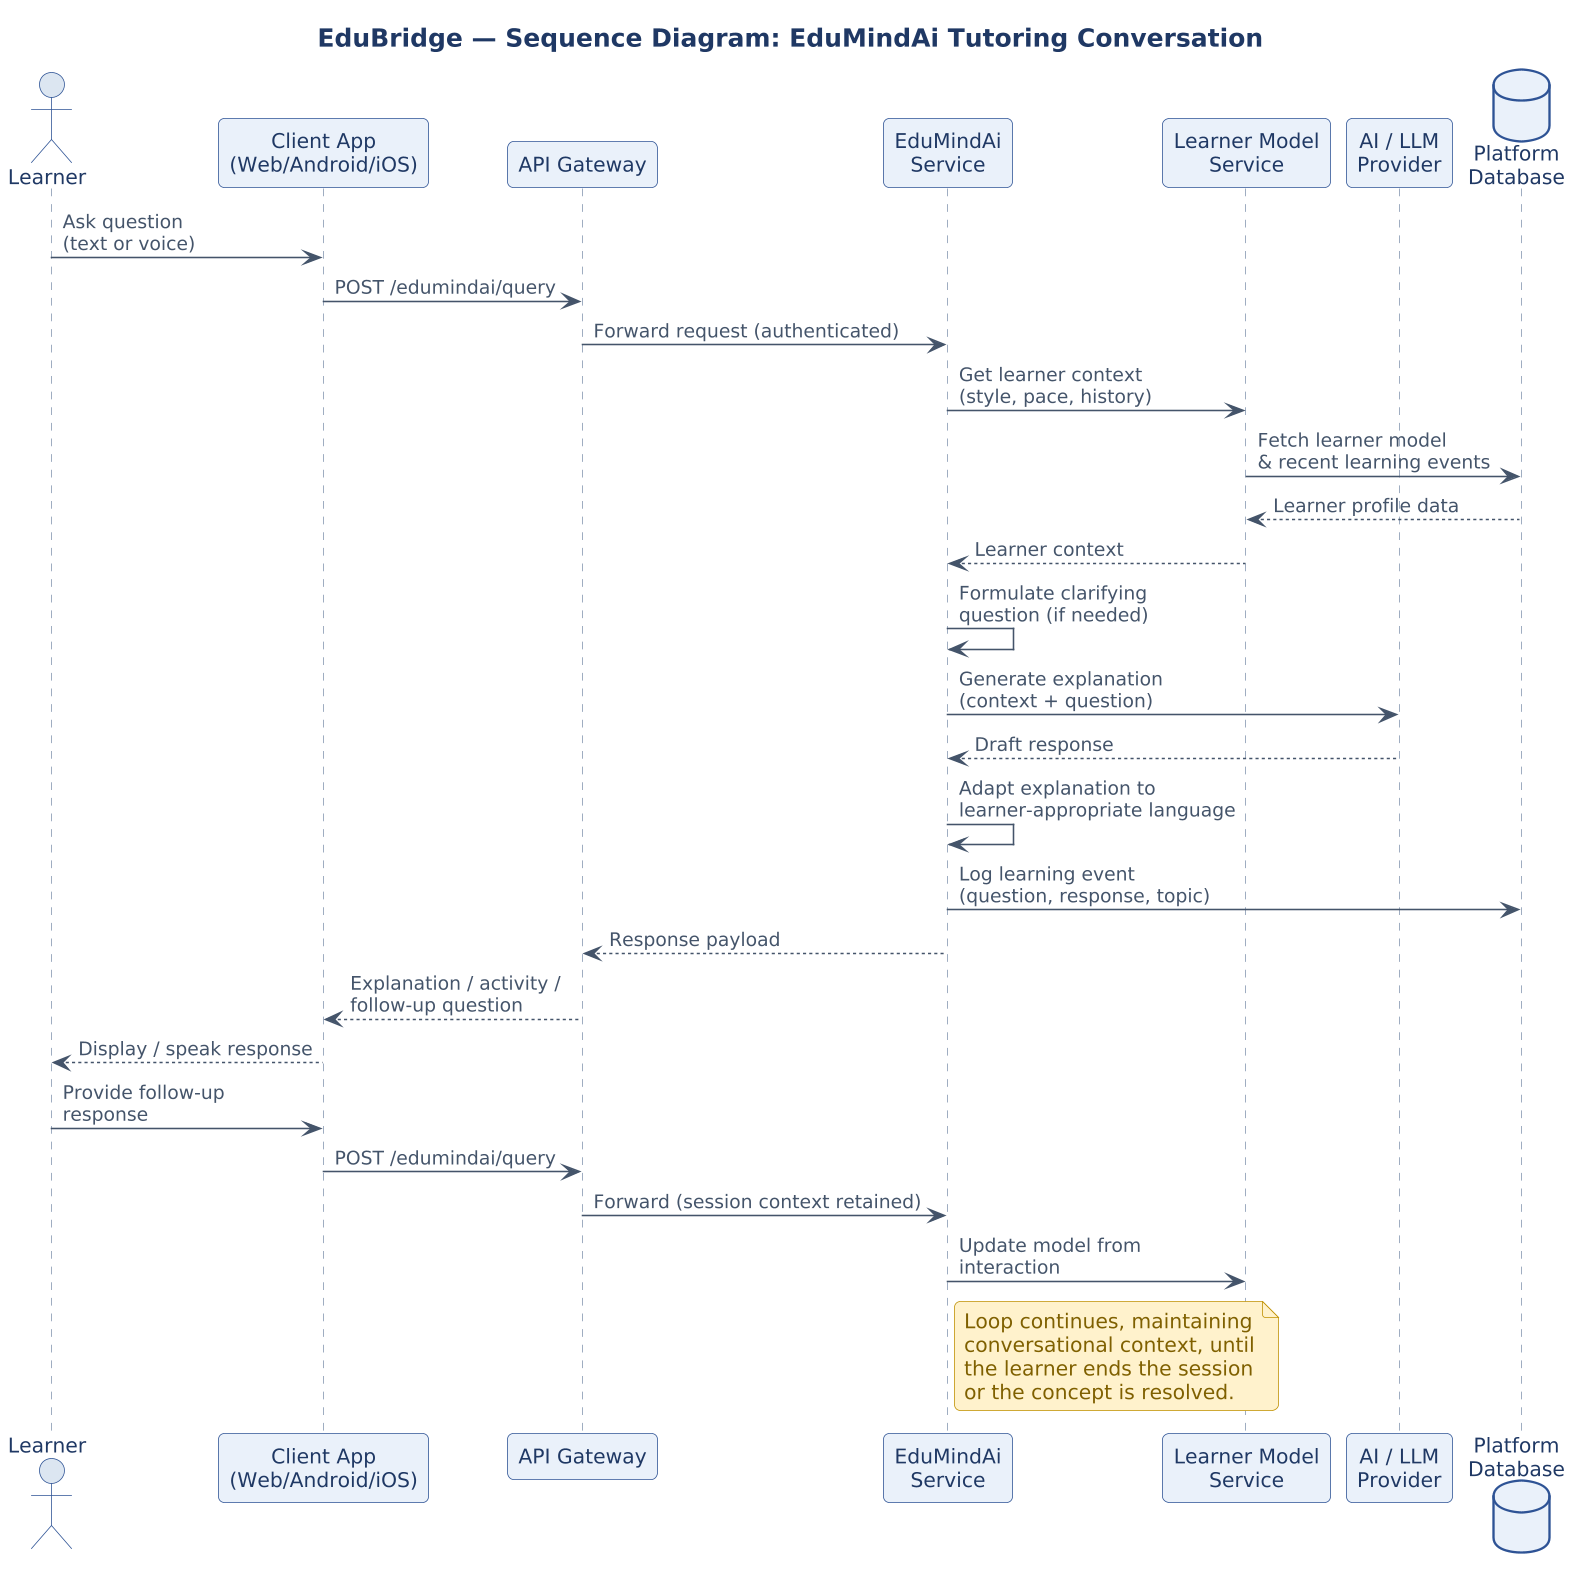 EduBridge — Sequence Diagram: EduMindAi Tutoring Conversation
Learner
Client App
(Web/Android/iOS)
API Gateway
EduMindAi
Service
Learner Model
Service
AI / LLM
Provider
Platform
Database
Ask question
(text or voice)
POST /edumindai/query
Forward request (authenticated)
Get learner context
(style, pace, history)
Fetch learner model
& recent learning events
Learner profile data
Learner context
Formulate clarifying
question (if needed)
Generate explanation
(context + question)
Draft response
Adapt explanation to
learner-appropriate language
Log learning event
(question, response, topic)
Response payload
Explanation / activity /
follow-up question
Display / speak response
Provide follow-up
response
POST /edumindai/query
Forward (session context retained)
Update model from
interaction
Loop continues, maintaining
conversational context, until
the learner ends the session
or the concept is resolved.
Learner
Client App
(Web/Android/iOS)
API Gateway
EduMindAi
Service
Learner Model
Service
AI / LLM
Provider
Platform
Database